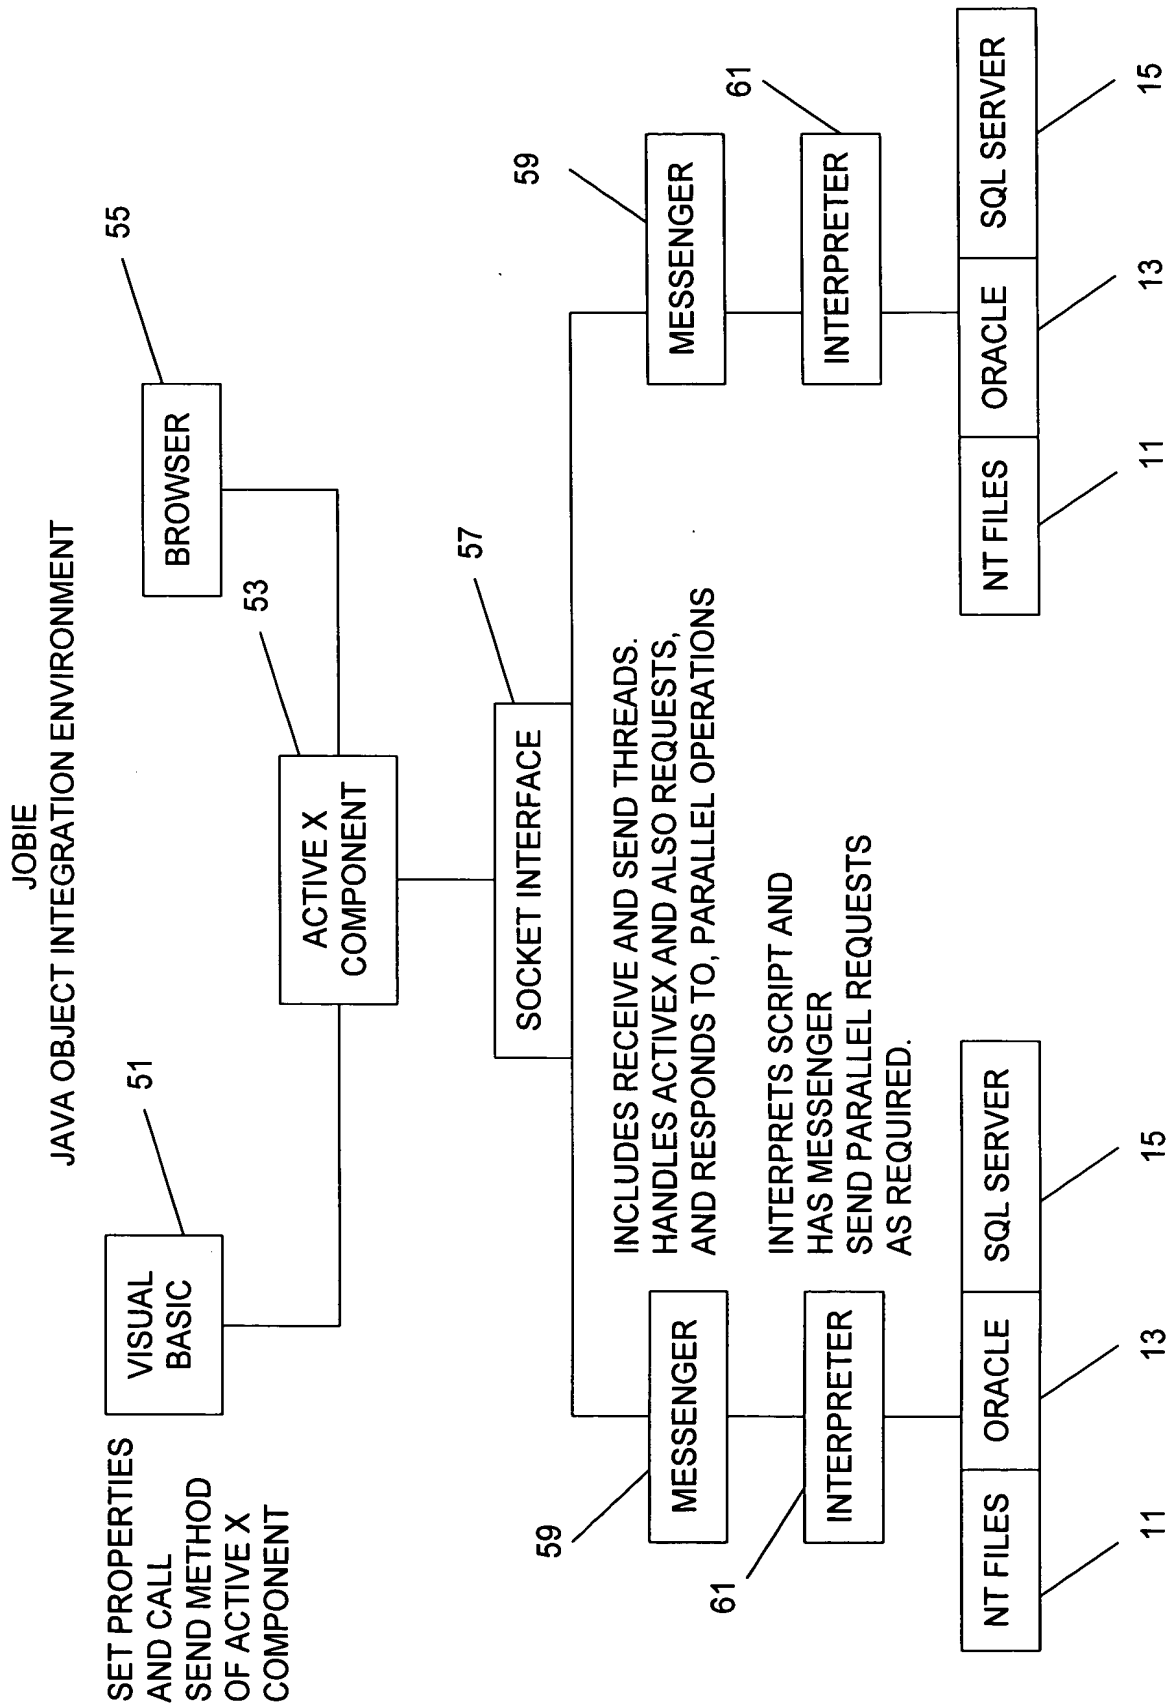 JOBIE
JAVA OBJECT INTEGRATION ENVIRONMENT
SET PROPERTIES
AND CALL
SEND METHOD
OF ACTIVE X
COMPONENT
VISUAL
BASIC
51
BROWSER
55
ACTIVE X
COMPONENT
53
SOCKET INTERFACE
57
INCLUDES RECEIVE AND SEND THREADS.
HANDLES ACTIVEX AND ALSO REQUESTS,
AND RESPONDS TO, PARALLEL OPERATIONS
INTERPRETS SCRIPT AND
HAS MESSENGER
SEND PARALLEL REQUESTS
AS REQUIRED.
59
MESSENGER
61
INTERPRETER
NT FILES
ORACLE
SQL SERVER
11
13
15
59
MESSENGER
61
INTERPRETER
NT FILES
ORACLE
SQL SERVER
11
13
15